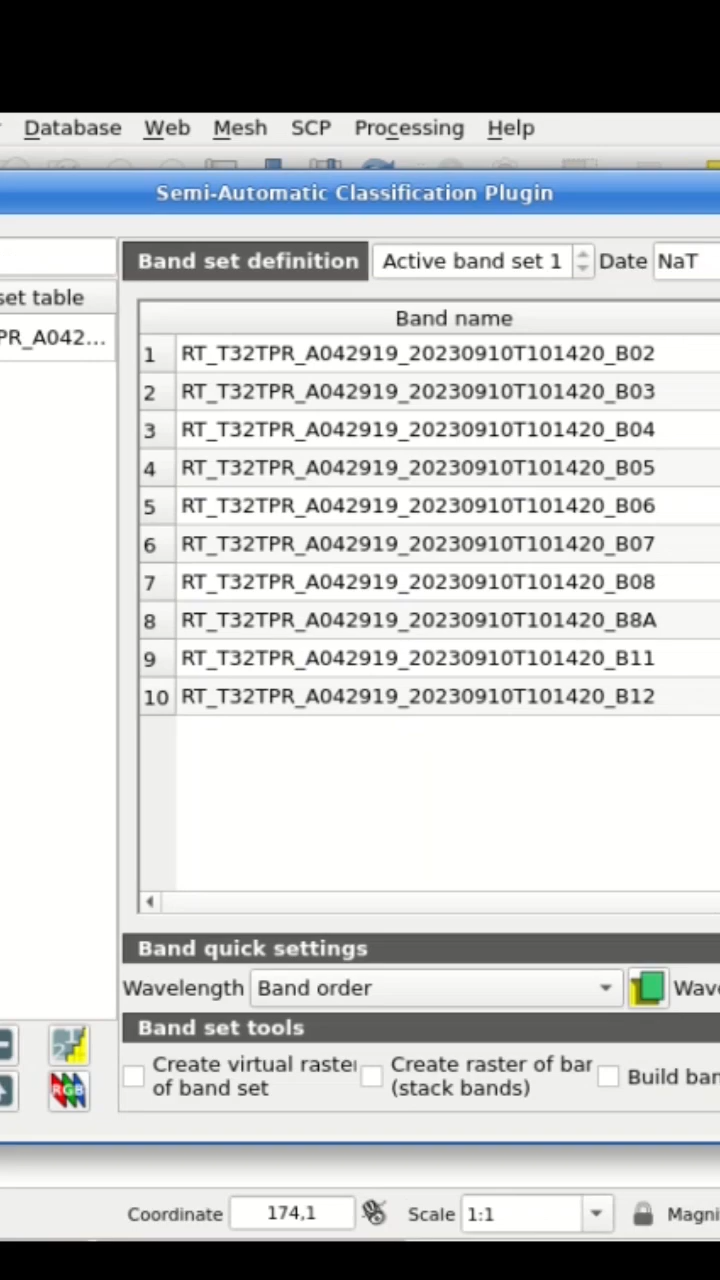 Database Web Mesh SCP Processing Help
Semi-Automatic Classification Plugin
Band set definition Active band set 1 Date NaT
set table
Band name
PR_A042...
1 RT_T32TPR_A042919_20230910T101420_B02
2 RT_T32TPR_A042919_20230910T101420_B03
3 RT_T32TPR_A042919_20230910T101420_B04
4 RT_T32TPR_A042919_20230910T101420_B05
5 RT_T32TPR_A042919_20230910T101420_B06
6 RT_T32TPR_A042919_20230910T101420_B07
7 RT_T32TPR_A042919_20230910T101420_B08
8 RT_T32TPR_A042919_20230910T101420_B8A
9 RT_T32TPR_A042919_20230910T101420_B11
10 RT_T32TPR_A042919_20230910T101420_B12
Band quick settings
Wavelength Band order Wave
Band set tools
Create virtual raster Create raster of bar Build bar
of band set (stack bands)
RGB
Coordinate 174,1 Scale 1:1 Magni